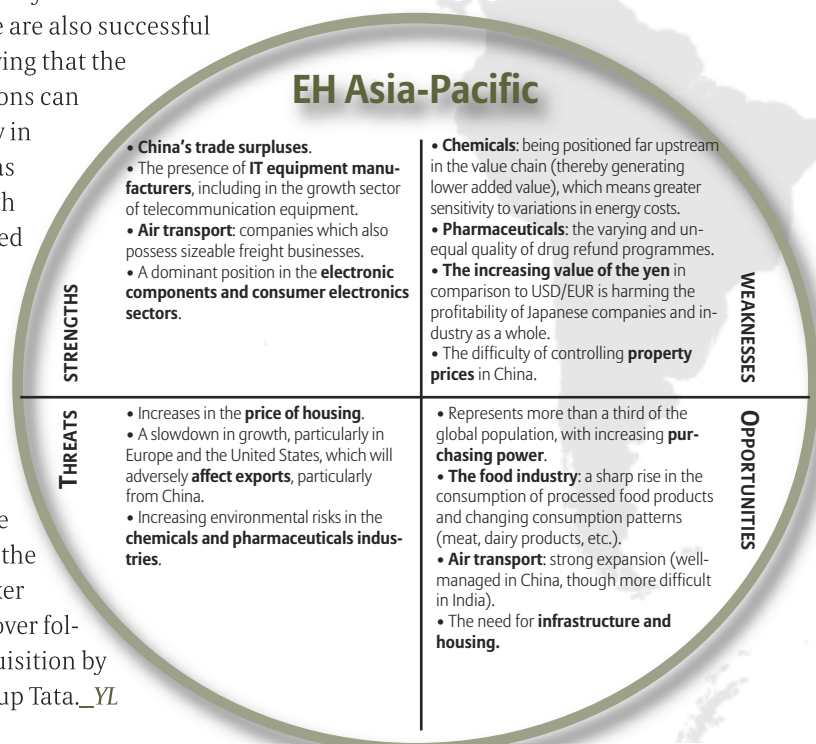 e are also successful
ving that the
ons can
y in
as
th
ed
e
the
ker
over fol-
quisition by
up Tata._YL
EH Asia-Pacific
STRENGTHS
• China's trade surpluses.
• The presence of IT equipment manu-
facturers, including in the growth sector
of telecommunication equipment.
• Air transport: companies which also
possess sizeable freight businesses.
• A dominant position in the electronic
components and consumer electronics
sectors.
WEAKNESSES
• Chemicals: being positioned far upstream
in the value chain (thereby generating
lower added value), which means greater
sensitivity to variations in energy costs.
• Pharmaceuticals: the varying and un-
equal quality of drug refund programmes.
• The increasing value of the yen in
comparison to USD/EUR is harming the
profitability of Japanese companies and in-
dustry as a whole.
• The difficulty of controlling property
prices in China.
THREATS
• Increases in the price of housing.
• A slowdown in growth, particularly in
Europe and the United States, which will
adversely affect exports, particularly
from China.
• Increasing environmental risks in the
chemicals and pharmaceuticals indus-
tries.
OPPORTUNITIES
• Represents more than a third of the
global population, with increasing pur-
chasing power.
• The food industry: a sharp rise in the
consumption of processed food products
and changing consumption patterns
(meat, dairy products, etc.).
• Air transport: strong expansion (well-
managed in China, though more difficult
in India).
• The need for infrastructure and
housing.